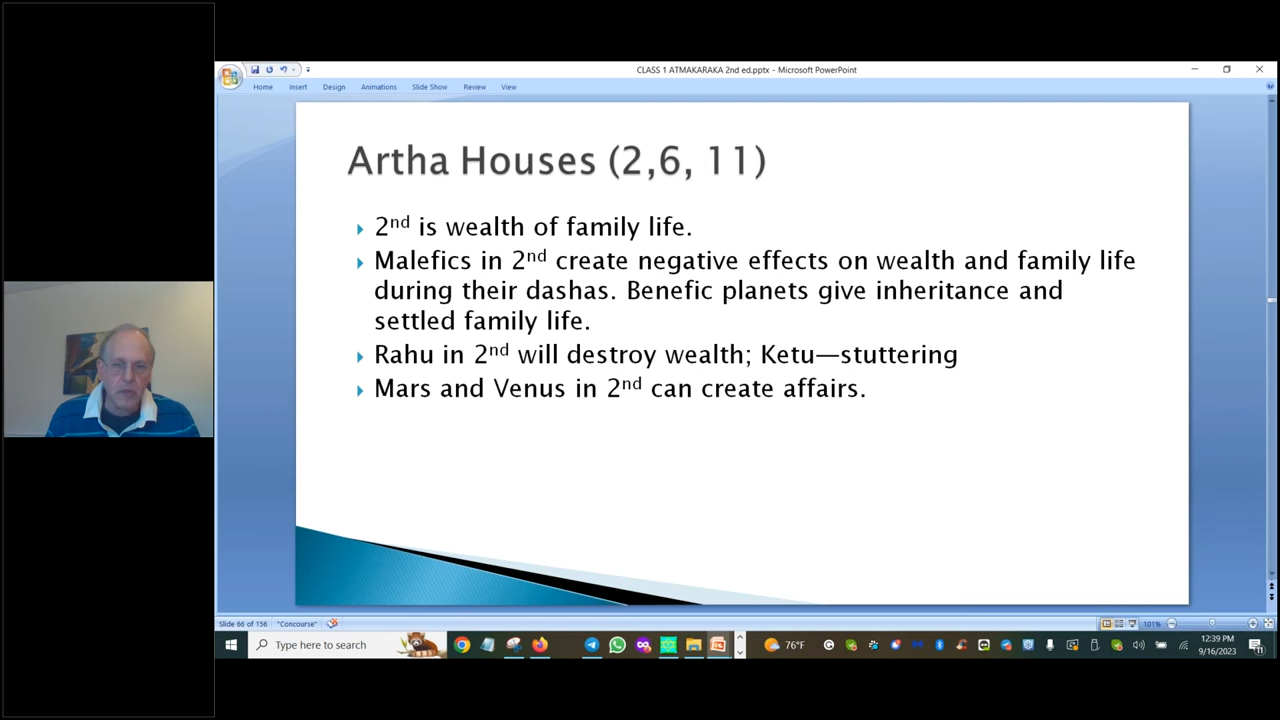 CLASS 1 ATMAKARAKA 2nd ed.pptx - Microsoft PowerPoint
Home Insert Design Animations Slide Show Review View
Artha Houses (2,6, 11)
2nd is wealth of family life.
Malefics in 2nd create negative effects on wealth and family life
during their dashas. Benefic planets give inheritance and
settled family life.
Rahu in 2nd will destroy wealth; Ketu—stuttering
Mars and Venus in 2nd can create affairs.
Slide 66 of 156 "Concourse" 101%
Type here to search 76°F 12:39 PM
9/16/2023